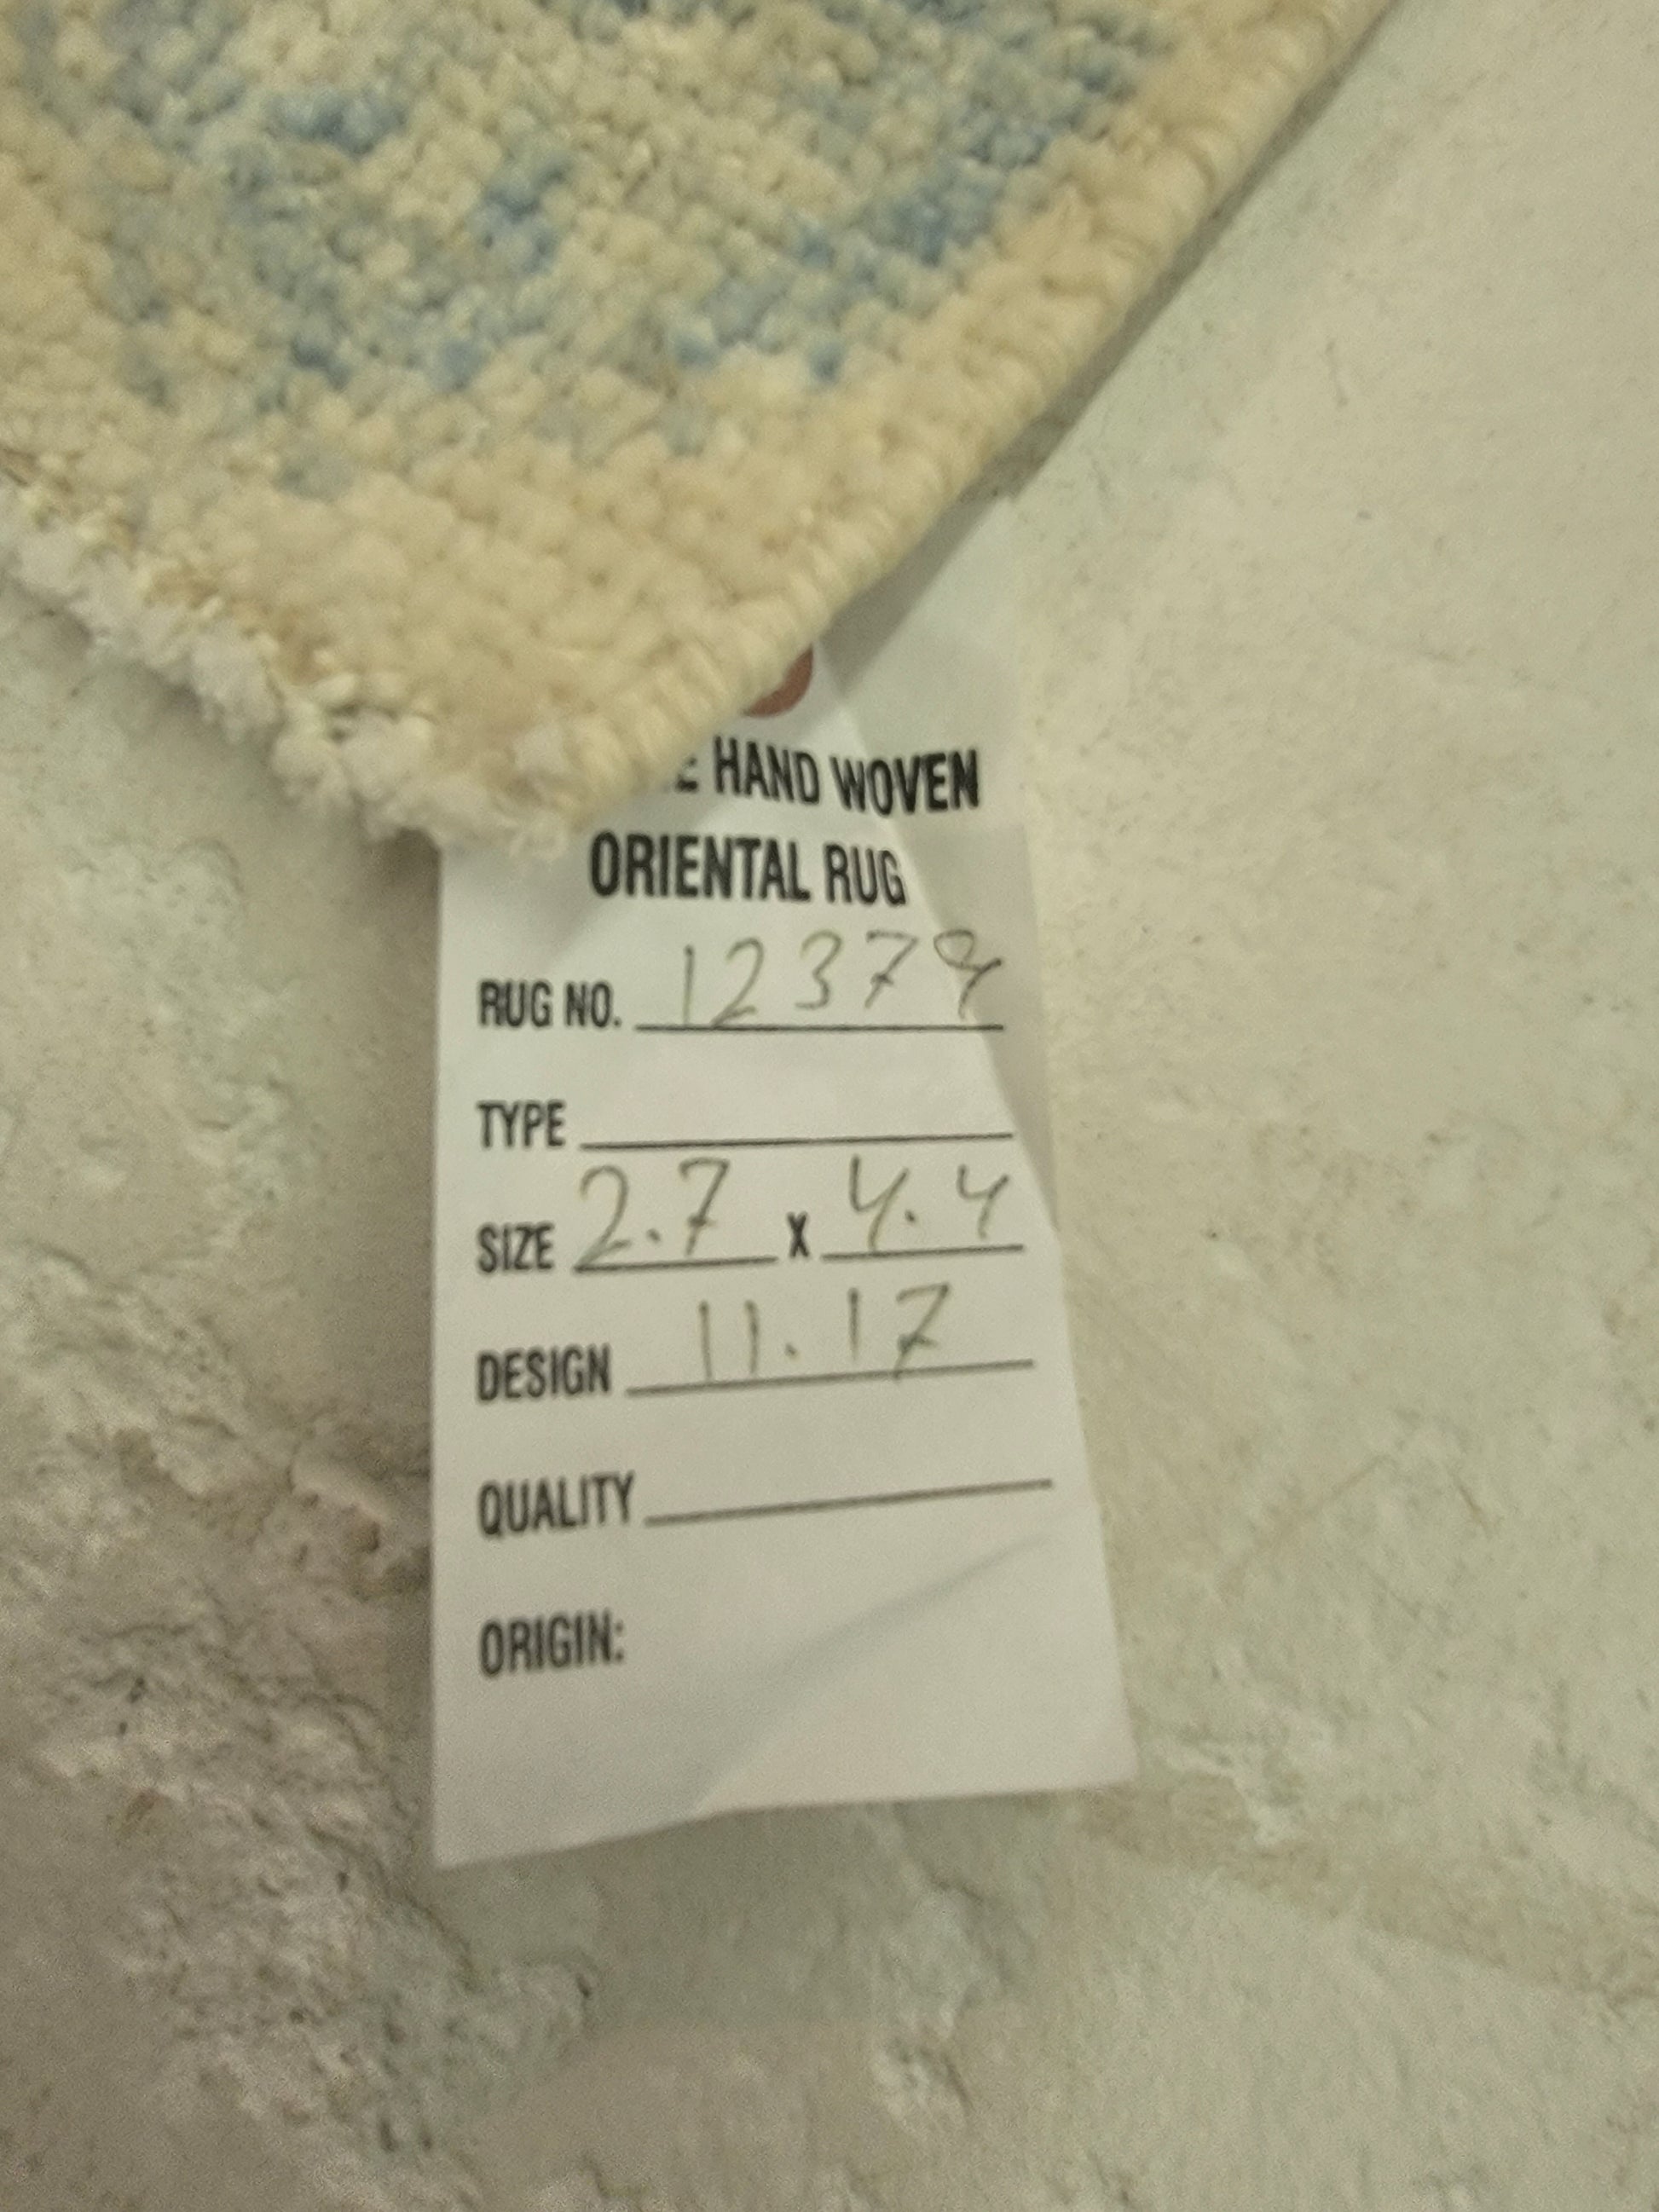 HAND WOVEN
ORIENTAL RUG
RUG NO. 12379
TYPE
SIZE 2.7 x 4.4
DESIGN 11.17
QUALITY
ORIGIN: